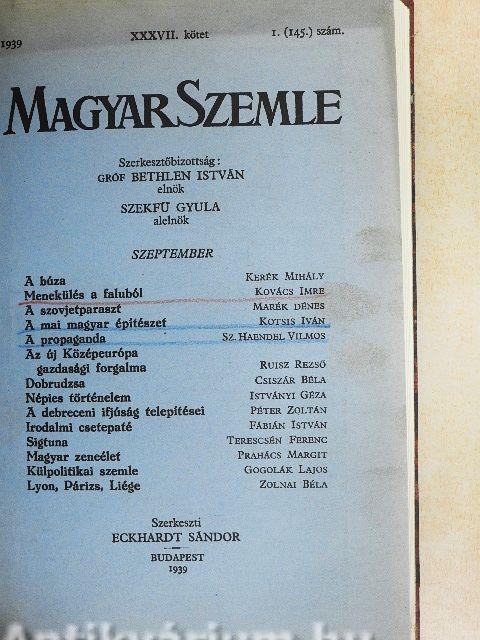 1939 XXXVII. kötet 1. (145.) szám.
MAGYAR SZEMLE
Szerkesztőbizottság:
GRÓF BETHLEN ISTVÁN
elnök
SZEKFŰ GYULA
alelnök
SZEPTEMBER
A búza KERÉK MIHÁLY
Menekülés a faluból KOVÁCS IMRE
A szovjetparaszt MARÉK DÉNES
A mai magyar építészet KOTSIS IVÁN
A propaganda SZ. HAENDEL VILMOS
Az új Középeurópa
gazdasági forgalma RUISZ REZSŐ
Dobrudzsa CSISZÁR BÉLA
Népies történelem ISTVÁNYI GÉZA
A debreceni ifjúság telepítései PÉTER ZOLTÁN
Irodalmi csetepaté FÁBIÁN ISTVÁN
Sigtuna TERESCSÉN FERENC
Magyar zencélet PRAHÁCS MARGIT
Külpolitikai szemle GOGOLÁK LAJOS
Lyon, Párizs, Liége ZOLNAI BÉLA
Szerkeszti
ECKHARDT SÁNDOR
BUDAPEST
1939
Antikvárium.hu